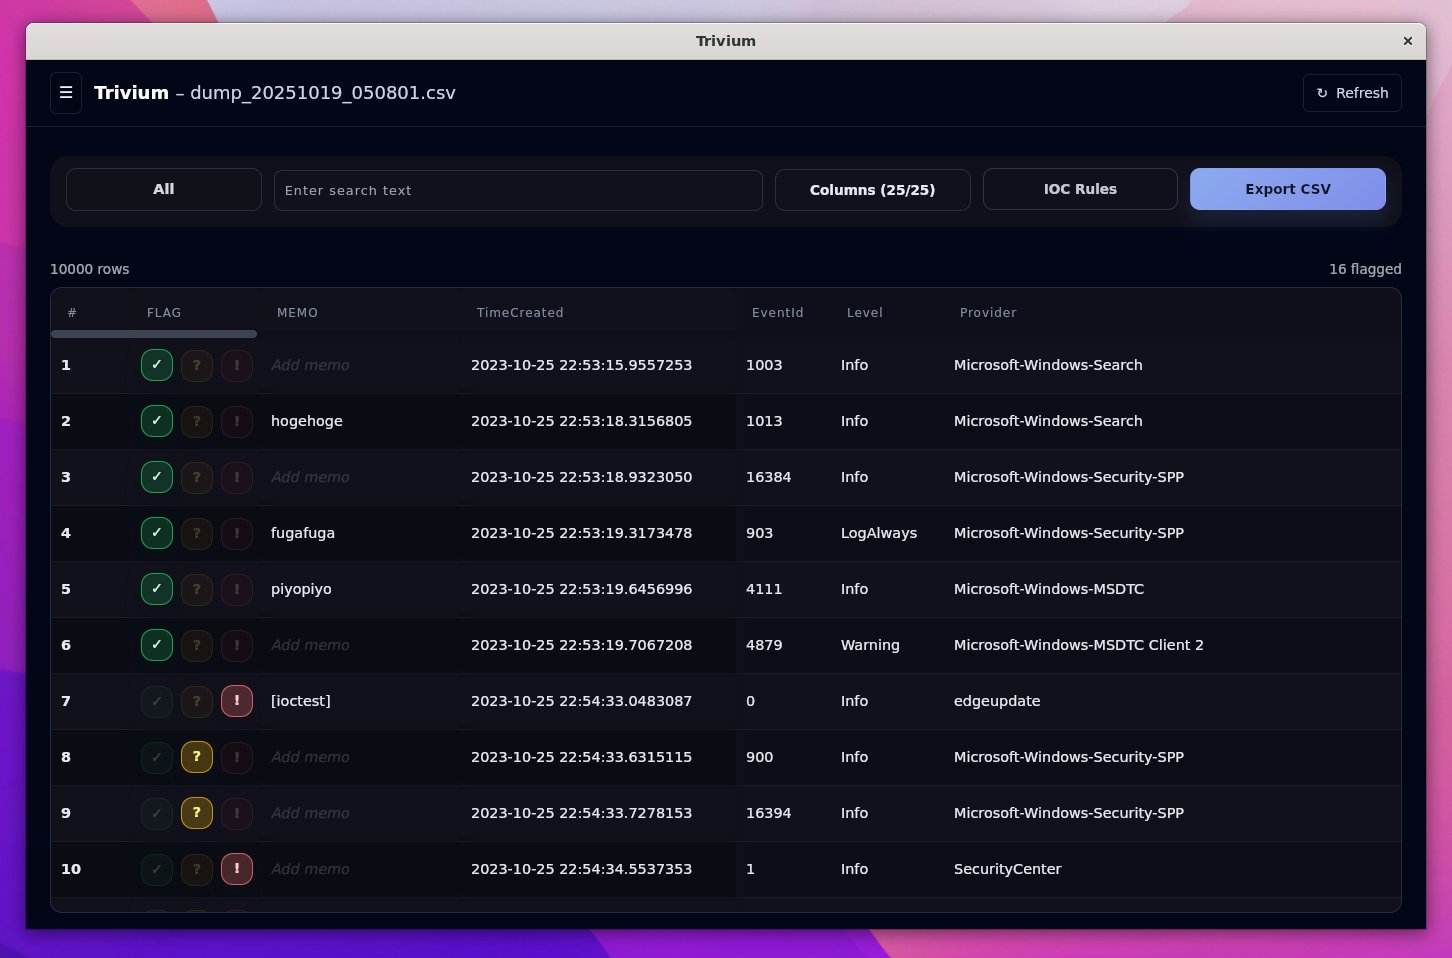 Trivium ×
☰ Trivium – dump_20251019_050801.csv ↻ Refresh
All Enter search text Columns (25/25) IOC Rules Export CSV
10000 rows 16 flagged
# FLAG MEMO TimeCreated EventId Level Provider
1 ✓ ? ! Add memo 2023-10-25 22:53:15.9557253 1003 Info Microsoft-Windows-Search
2 ✓ ? ! hogehoge 2023-10-25 22:53:18.3156805 1013 Info Microsoft-Windows-Search
3 ✓ ? ! Add memo 2023-10-25 22:53:18.9323050 16384 Info Microsoft-Windows-Security-SPP
4 ✓ ? ! fugafuga 2023-10-25 22:53:19.3173478 903 LogAlways Microsoft-Windows-Security-SPP
5 ✓ ? ! piyopiyo 2023-10-25 22:53:19.6456996 4111 Info Microsoft-Windows-MSDTC
6 ✓ ? ! Add memo 2023-10-25 22:53:19.7067208 4879 Warning Microsoft-Windows-MSDTC Client 2
7 ✓ ? ! [ioctest] 2023-10-25 22:54:33.0483087 0 Info edgeupdate
8 ✓ ? ! Add memo 2023-10-25 22:54:33.6315115 900 Info Microsoft-Windows-Security-SPP
9 ✓ ? ! Add memo 2023-10-25 22:54:33.7278153 16394 Info Microsoft-Windows-Security-SPP
10 ✓ ? ! Add memo 2023-10-25 22:54:34.5537353 1 Info SecurityCenter